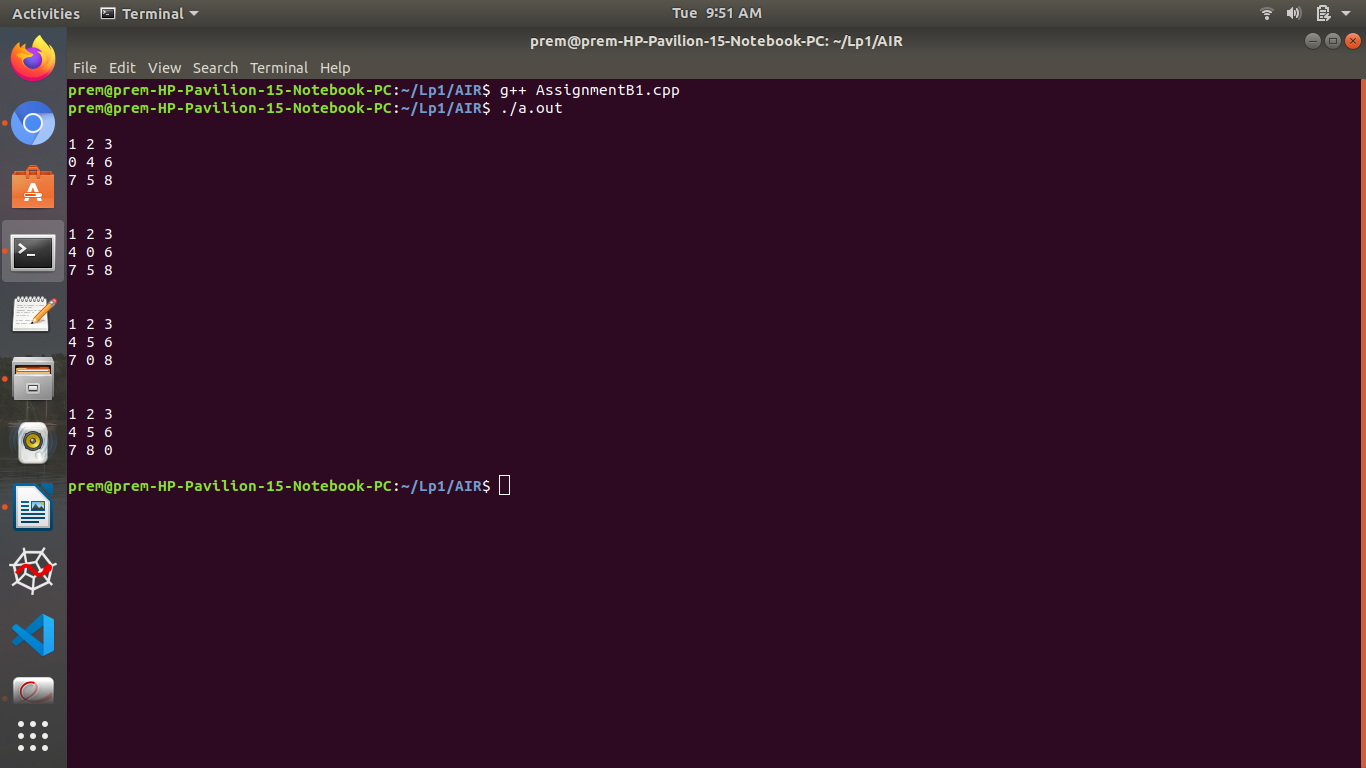 Activities Terminal Tue 9:51 AM
prem@prem-HP-Pavilion-15-Notebook-PC: ~/Lp1/AIR
File Edit View Search Terminal Help
prem@prem-HP-Pavilion-15-Notebook-PC:~/Lp1/AIR$ g++ AssignmentB1.cpp
prem@prem-HP-Pavilion-15-Notebook-PC:~/Lp1/AIR$ ./a.out
1 2 3
0 4 6
7 5 8
1 2 3
4 0 6
7 5 8
1 2 3
4 5 6
7 0 8
1 2 3
4 5 6
7 8 0
prem@prem-HP-Pavilion-15-Notebook-PC:~/Lp1/AIR$